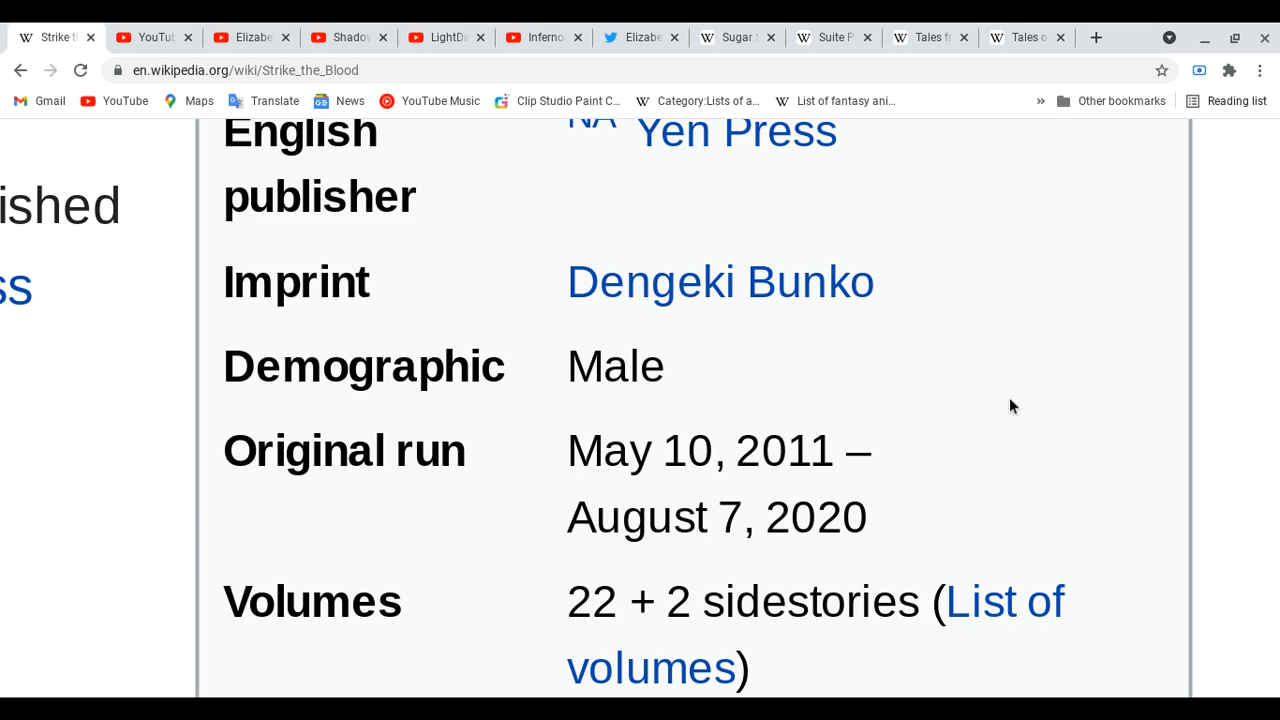 Strike t
YouTub
Elizabe
Shadow
LightDa
Inferno
Elizabe
Sugar S
Suite P
Tales fr
Tales o
en.wikipedia.org/wiki/Strike_the_Blood
Gmail
YouTube
Maps
Translate
News
YouTube Music
Clip Studio Paint C...
Category:Lists of a...
List of fantasy ani...
»
Other bookmarks
Reading list
English NA Yen Press
publisher
ished
ss
Imprint Dengeki Bunko
Demographic Male
Original run May 10, 2011 –
August 7, 2020
Volumes 22 + 2 sidestories (List of
volumes)